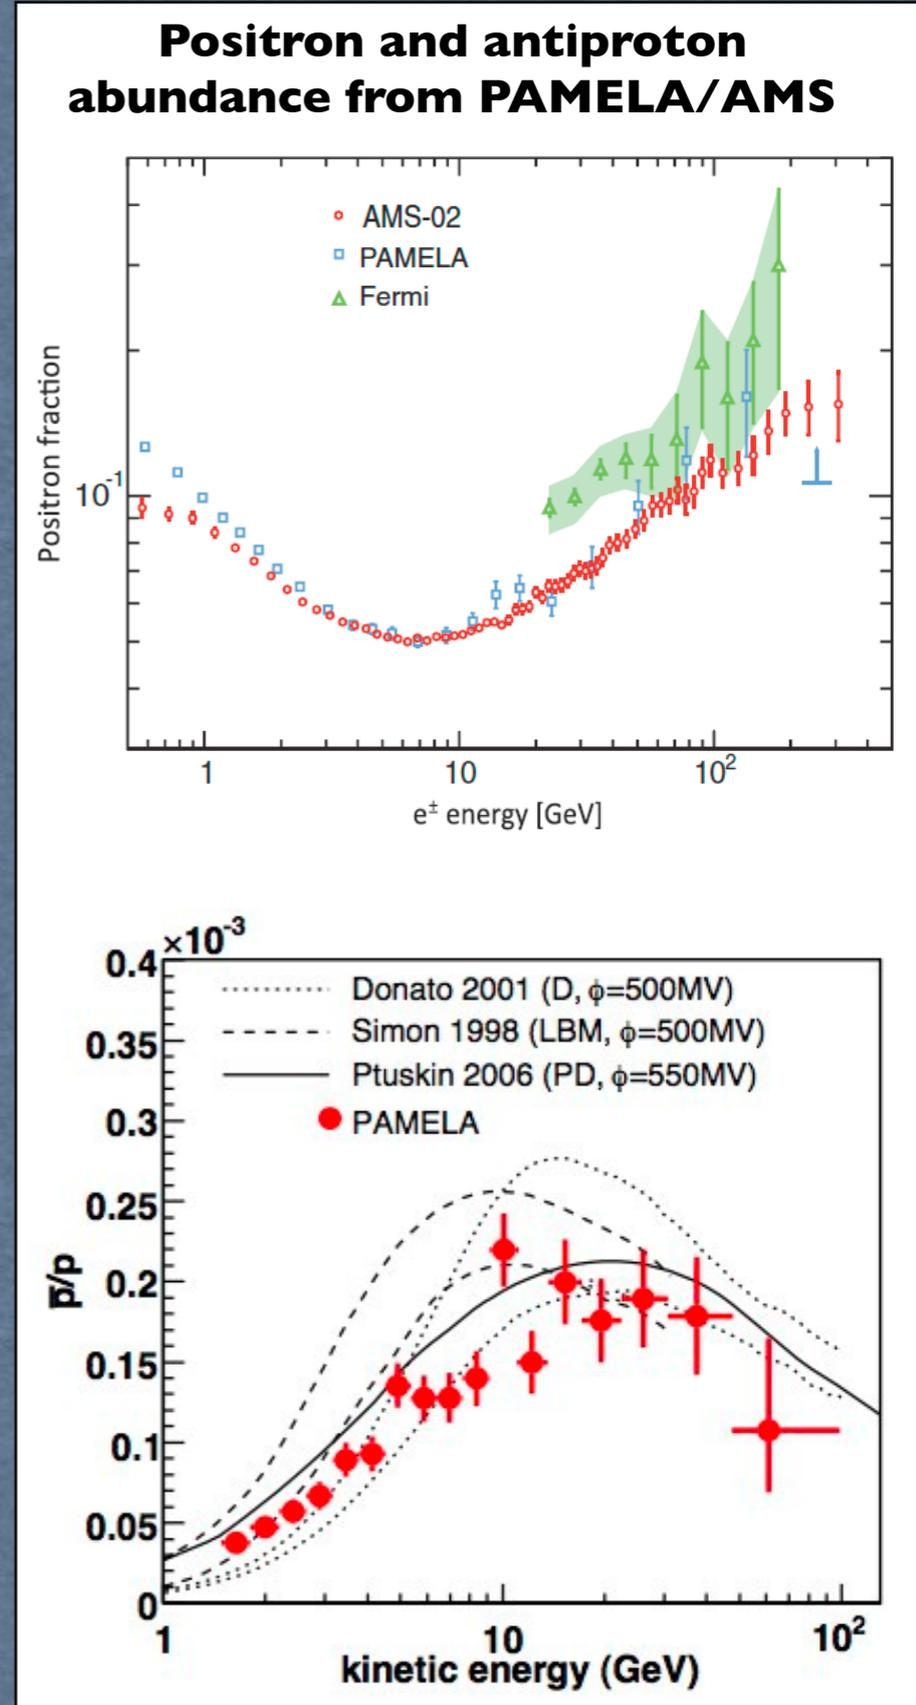 Positron and antiproton
abundance from PAMELA/AMS
AMS-02
PAMELA
Fermi
Positron fraction
10⁻¹
1
10
10²
e± energy [GeV]
×10⁻³
0.4
0.35
0.3
0.25
0.2
0.15
0.1
0.05
0
Donato 2001 (D, ϕ=500MV)
Simon 1998 (LBM, ϕ=500MV)
Ptuskin 2006 (PD, ϕ=550MV)
PAMELA
p̅/p
1
10
10²
kinetic energy (GeV)